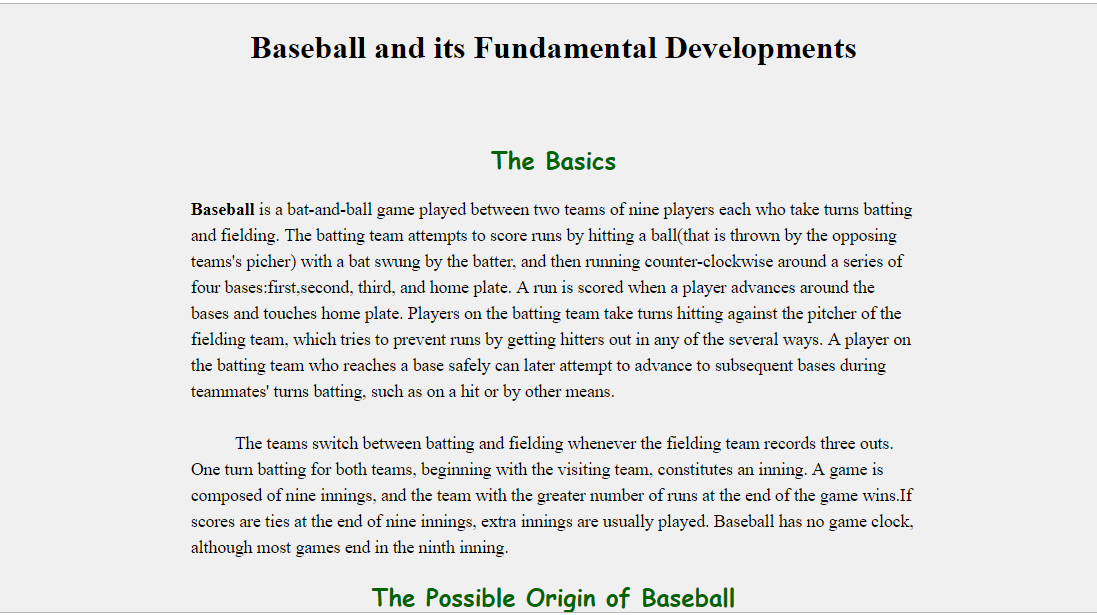 Baseball and its Fundamental Developments
The Basics
Baseball is a bat-and-ball game played between two teams of nine players each who take turns batting
and fielding. The batting team attempts to score runs by hitting a ball(that is thrown by the opposing
teams's picher) with a bat swung by the batter, and then running counter-clockwise around a series of
four bases:first,second, third, and home plate. A run is scored when a player advances around the
bases and touches home plate. Players on the batting team take turns hitting against the pitcher of the
fielding team, which tries to prevent runs by getting hitters out in any of the several ways. A player on
the batting team who reaches a base safely can later attempt to advance to subsequent bases during
teammates' turns batting, such as on a hit or by other means.
The teams switch between batting and fielding whenever the fielding team records three outs.
One turn batting for both teams, beginning with the visiting team, constitutes an inning. A game is
composed of nine innings, and the team with the greater number of runs at the end of the game wins.If
scores are ties at the end of nine innings, extra innings are usually played. Baseball has no game clock,
although most games end in the ninth inning.
The Possible Origin of Baseball